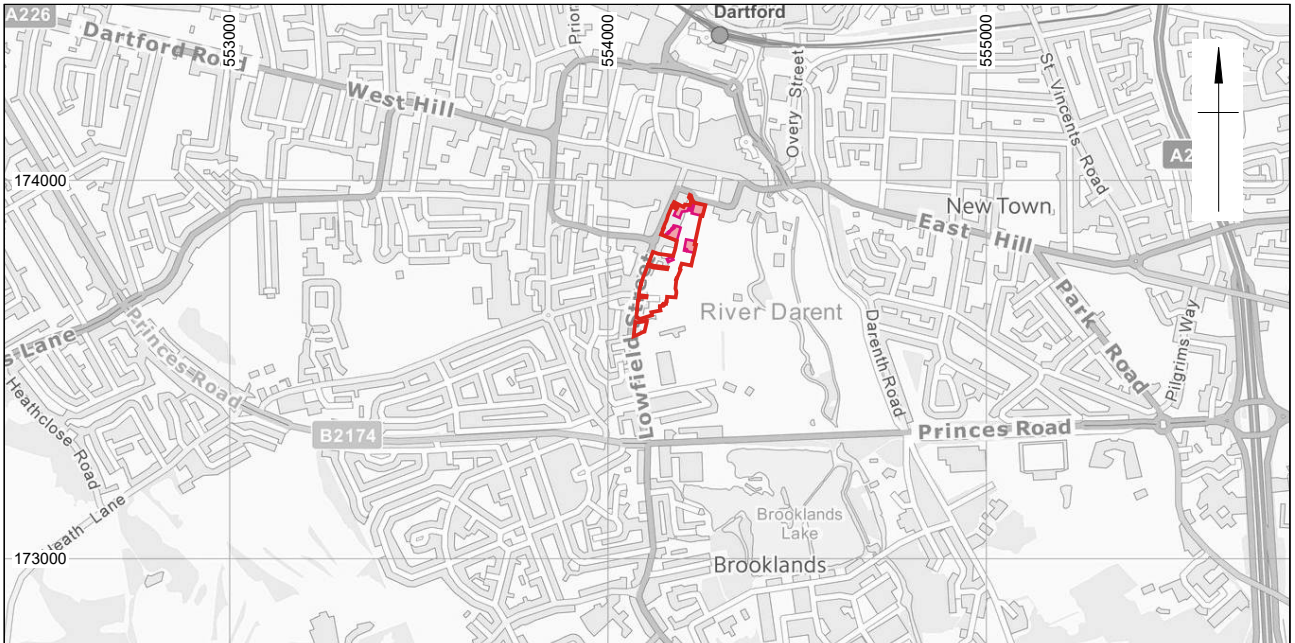 A226
Dartford
Dartford Road
553000
Prior
554000
555000
West Hill
Overy Street
St Vincents Road
A2
174000
New Town
East Hill
River Darent
Lowfield Street
Park Road
Pilgrims Way
Darenth Road
s Lane
Princes Road
Heathclose Road
B2174
Princes Road
Heath Lane
Brooklands Lake
173000
Brooklands